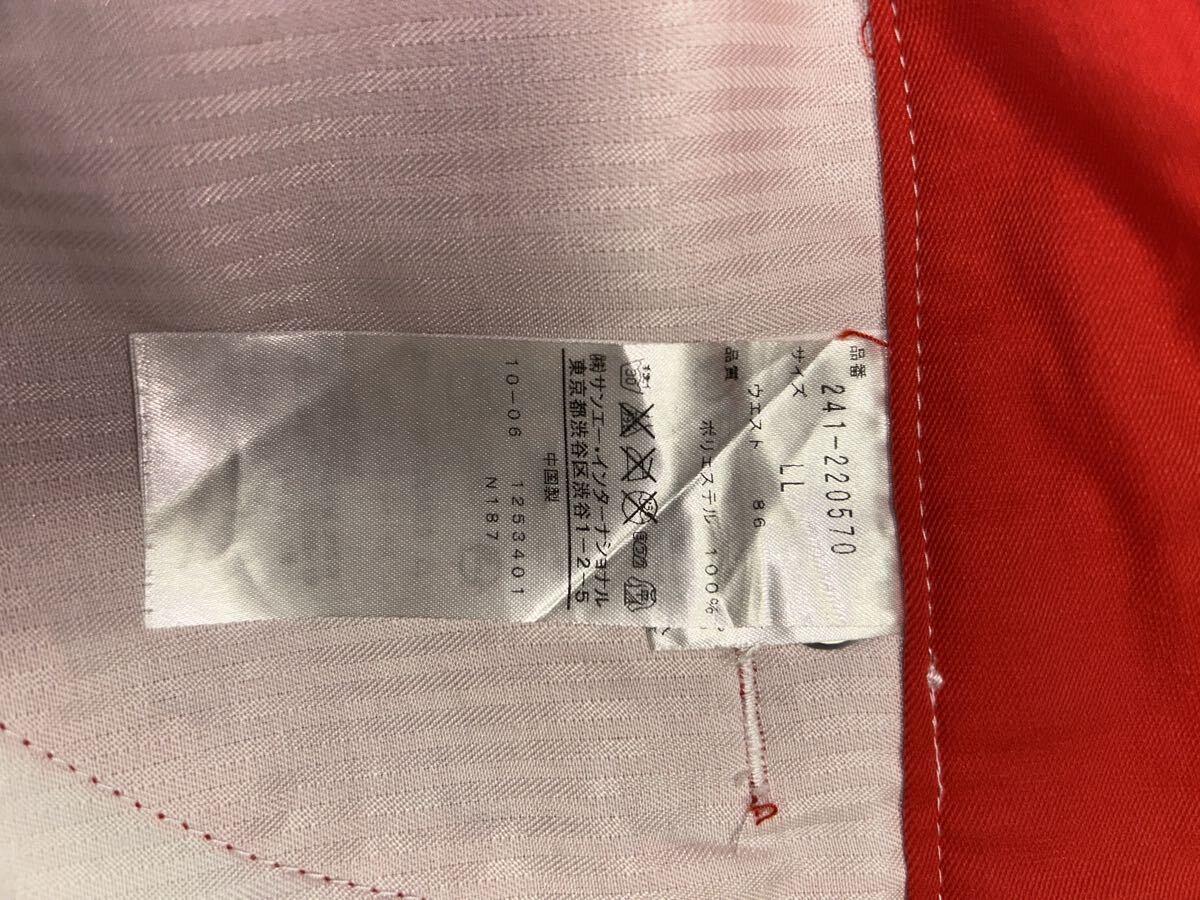 品番
241-220570
サイズ
LL
ウエスト 86
品質
ポリエステル 100%
㈱サンエー・インターナショナル
東京都渋谷区渋谷1-2-5
中国製
10-06 1253401
N187